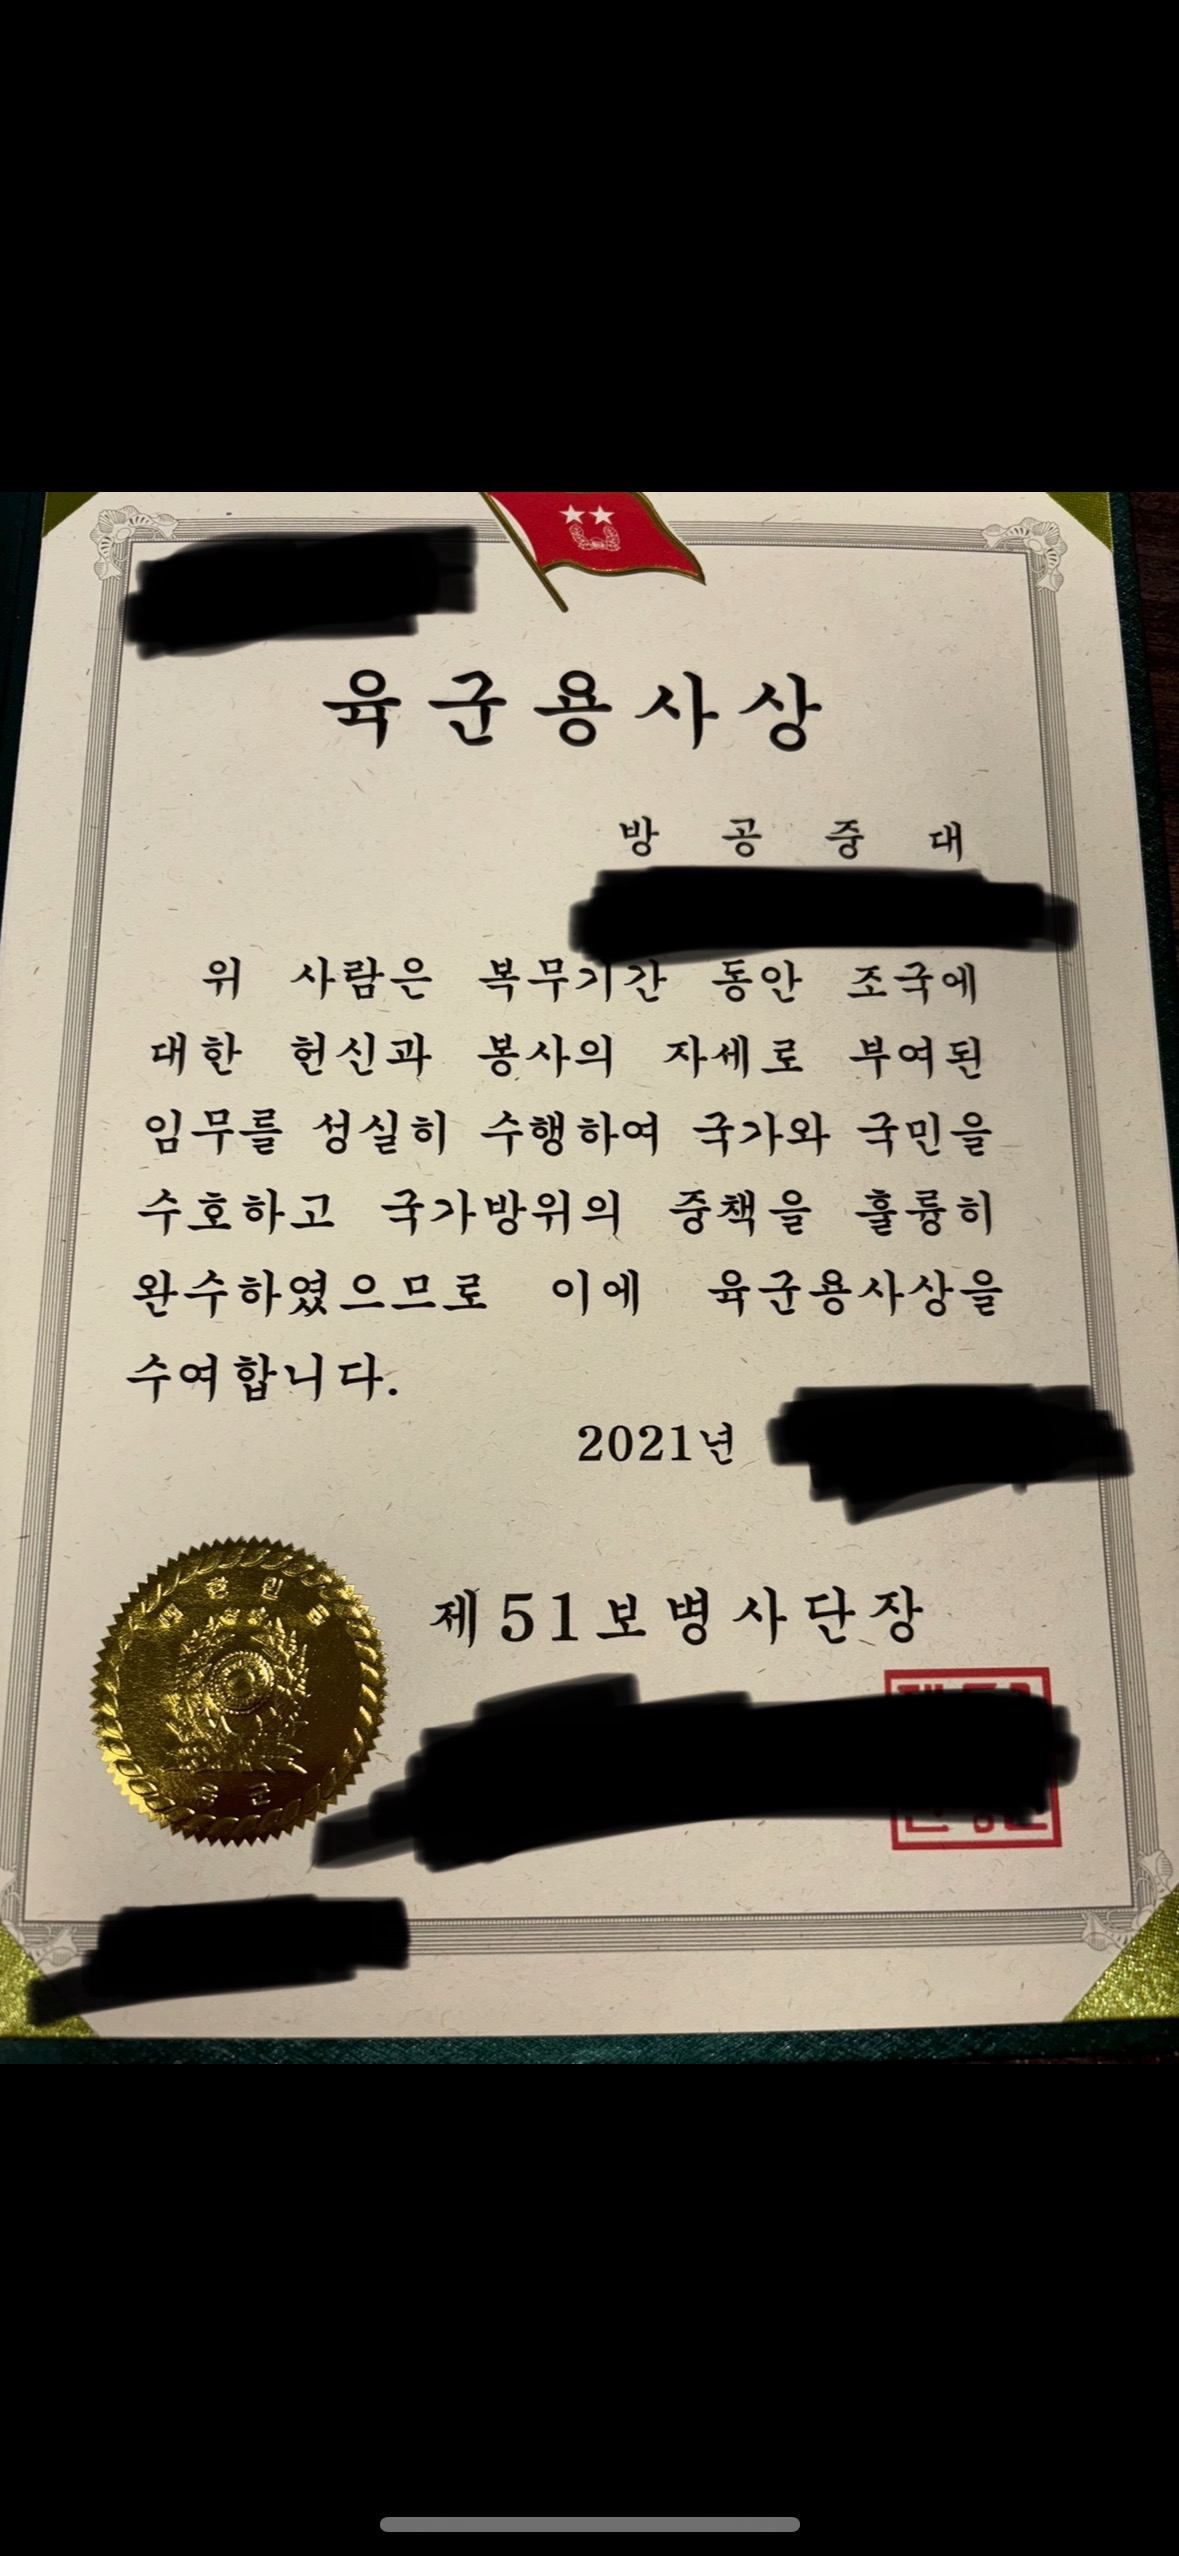 육군용사상
방공중대
위 사람은 복무기간 동안 조국에
대한 헌신과 봉사의 자세로 부여된
임무를 성실히 수행하여 국가와 국민을
수호하고 국가방위의 중책을 훌륭히
완수하였으므로 이에 육군용사상을
수여합니다.
2021년
제51보병사단장